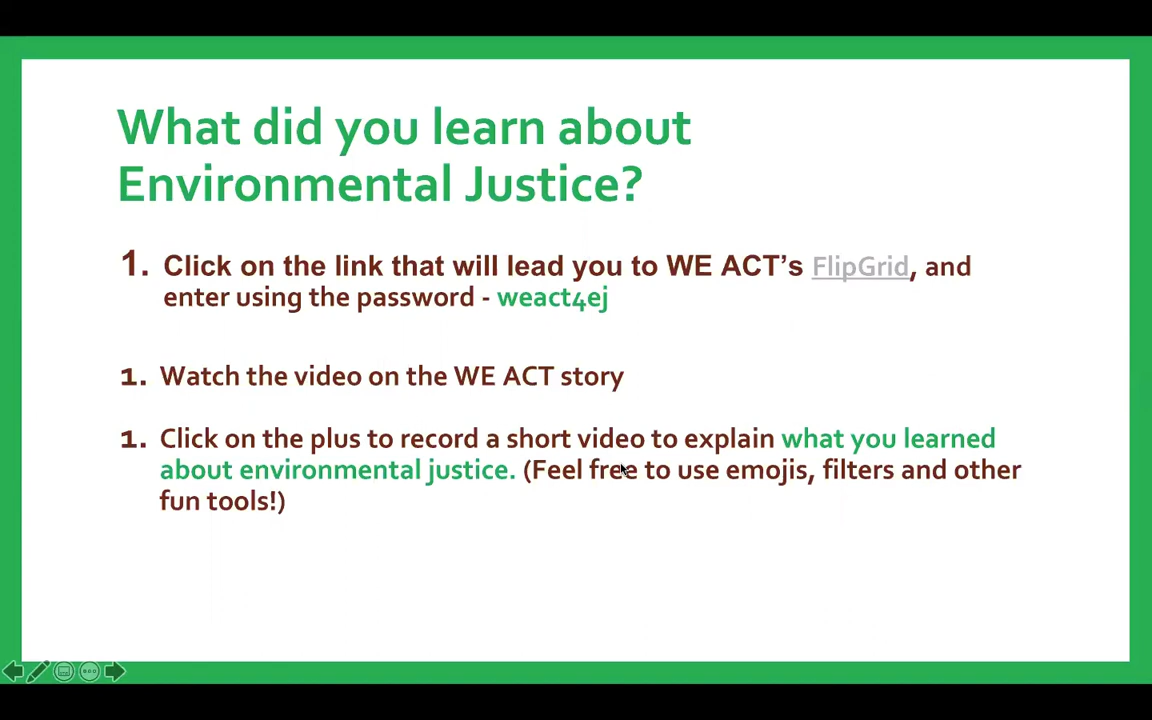 What did you learn about
Environmental Justice?
1. Click on the link that will lead you to WE ACT’s FlipGrid, and
enter using the password - weact4ej
1. Watch the video on the WE ACT story
1. Click on the plus to record a short video to explain what you learned
about environmental justice. (Feel free to use emojis, filters and other
fun tools!)